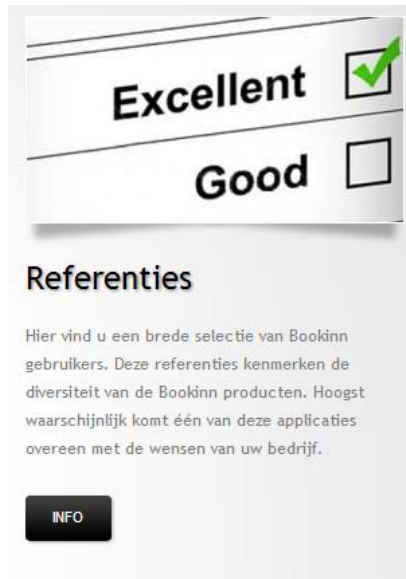 Excellent
Good
Referenties
Hier vind u een brede selectie van Bookinn
gebruikers. Deze referenties kenmerken de
diversiteit van de Bookinn producten. Hoogst
waarschijnlijk komt één van deze applicaties
overeen met de wensen van uw bedrijf.
INFO